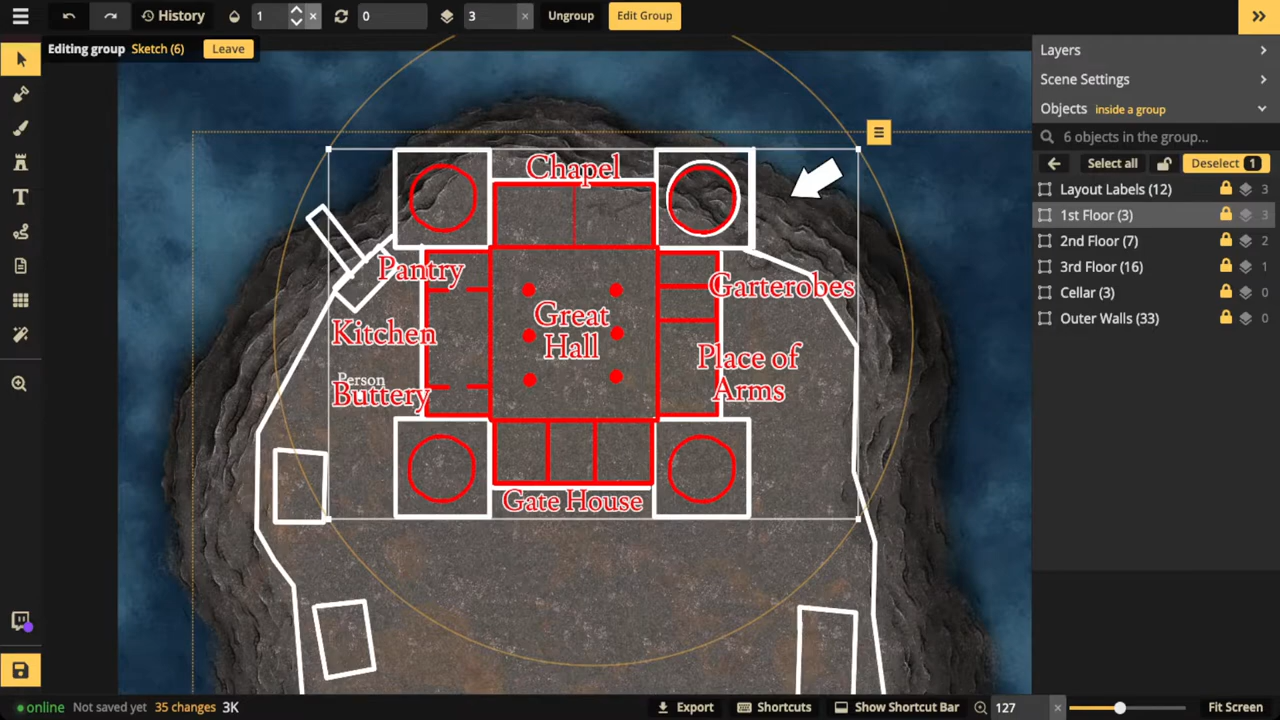 History
1
0
3
Ungroup
Edit Group
Editing group Sketch (6)
Leave
Layers
Scene Settings
Objects inside a group
6 objects in the group...
Select all
Deselect 1
Layout Labels (12) 3
1st Floor (3) 3
2nd Floor (7) 2
3rd Floor (16) 1
Cellar (3) 0
Outer Walls (33) 0
Chapel
Pantry
Garterobes
Great
Hall
Kitchen
Place of
Arms
Person
Buttery
Gate House
online
Not saved yet
35 changes
3K
Export
Shortcuts
Show Shortcut Bar
127
Fit Screen